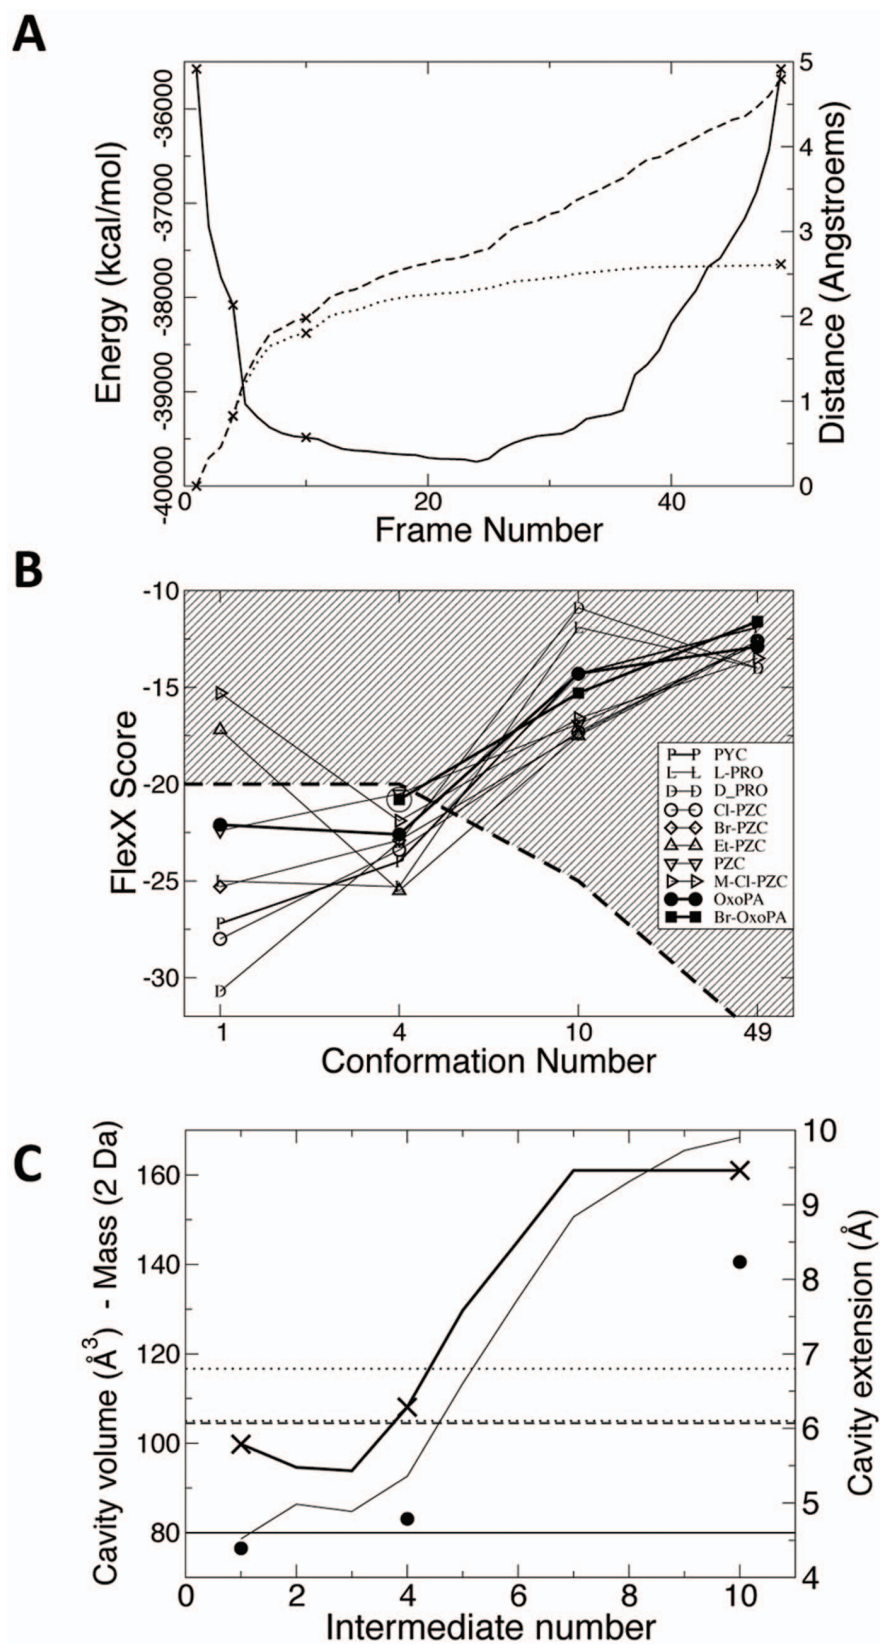 A
Energy (kcal/mol)
-36000
-37000
-38000
-39000
-40000
5
4
3
2
1
0
Distance (Angstroems)
0 20 40
Frame Number
B
FlexX Score
-10
-15
-20
-25
-30
P P PYC
L L L-PRO
D D D_PRO
Cl-PZC
Br-PZC
Et-PZC
PZC
M-Cl-PZC
OxoPA
Br-OxoPA
1 4 10 49
Conformation Number
C
Cavity volume (Å3) - Mass (2 Da)
160
140
120
100
80
10
9
8
7
6
5
4
Cavity extension (Å)
0 2 4 6 8 10
Intermediate number